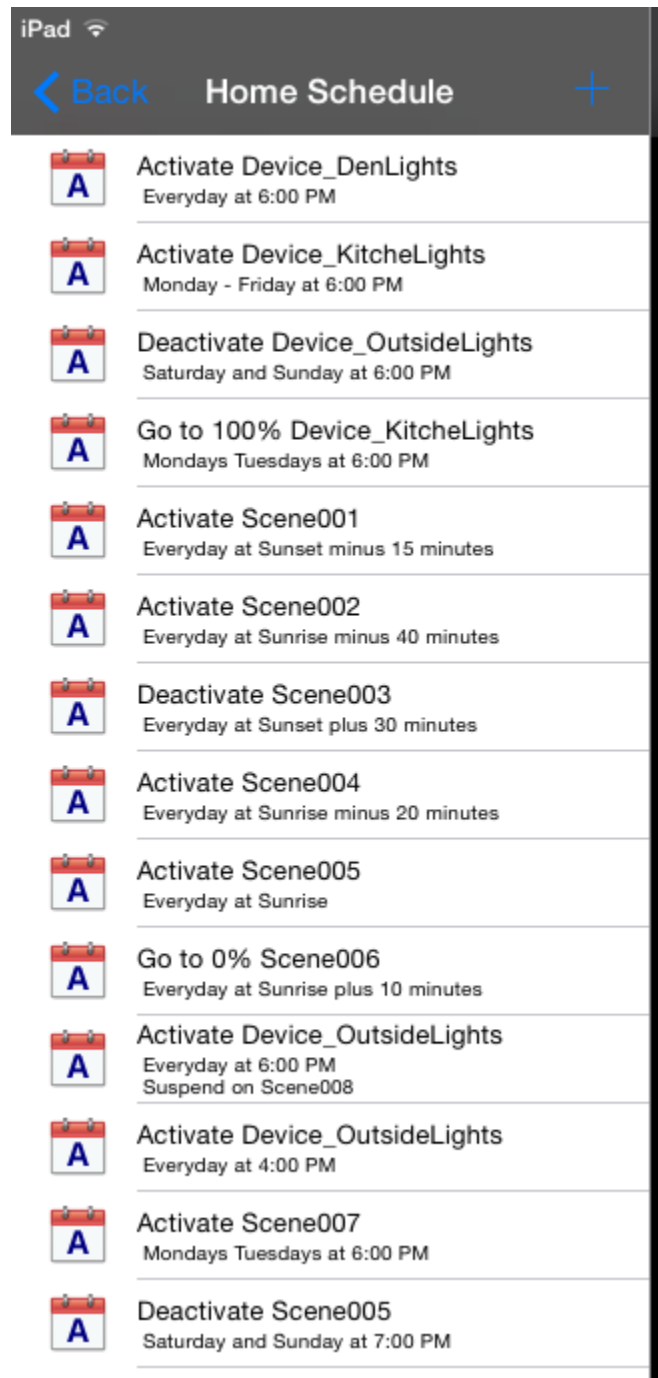 iPad
Back Home Schedule +
A
Activate Device_DenLights
Everyday at 6:00 PM
A
Activate Device_KitcheLights
Monday - Friday at 6:00 PM
A
Deactivate Device_OutsideLights
Saturday and Sunday at 6:00 PM
A
Go to 100% Device_KitcheLights
Mondays Tuesdays at 6:00 PM
A
Activate Scene001
Everyday at Sunset minus 15 minutes
A
Activate Scene002
Everyday at Sunrise minus 40 minutes
A
Deactivate Scene003
Everyday at Sunset plus 30 minutes
A
Activate Scene004
Everyday at Sunrise minus 20 minutes
A
Activate Scene005
Everyday at Sunrise
A
Go to 0% Scene006
Everyday at Sunrise plus 10 minutes
A
Activate Device_OutsideLights
Everyday at 6:00 PM
Suspend on Scene008
A
Activate Device_OutsideLights
Everyday at 4:00 PM
A
Activate Scene007
Mondays Tuesdays at 6:00 PM
A
Deactivate Scene005
Saturday and Sunday at 7:00 PM